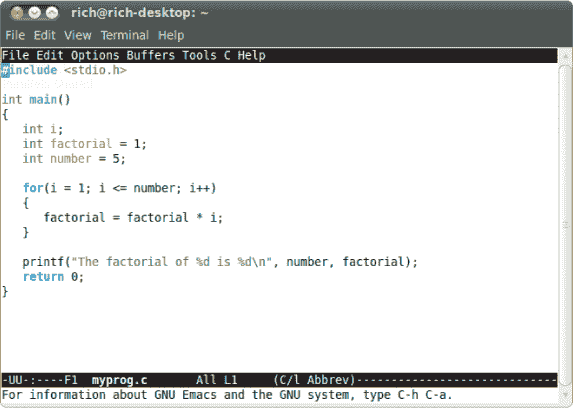 rich@rich-desktop: ~
File Edit View Terminal Help
File Edit Options Buffers Tools C Help
#include <stdio.h>
int main()
{
   int i;
   int factorial = 1;
   int number = 5;
   for(i = 1; i <= number; i++)
   {
      factorial = factorial * i;
   }
   printf("The factorial of %d is %d\n", number, factorial);
   return 0;
}
-UU-:----F1  myprog.c       All L1     (C/l Abbrev)-----------------------------
For information about GNU Emacs and the GNU system, type C-h C-a.